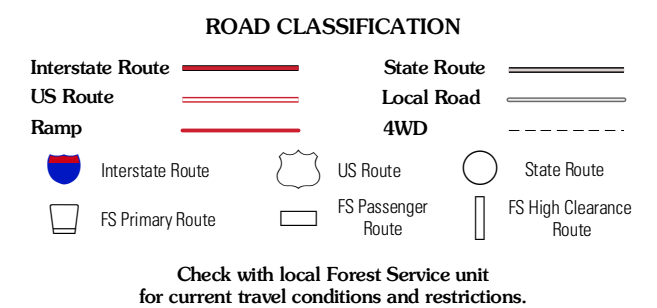 ROAD CLASSIFICATION
Interstate Route
State Route
US Route
Local Road
Ramp
4WD
Interstate Route
US Route
State Route
FS Primary Route
FS Passenger
Route
FS High Clearance
Route
Check with local Forest Service unit
for current travel conditions and restrictions.